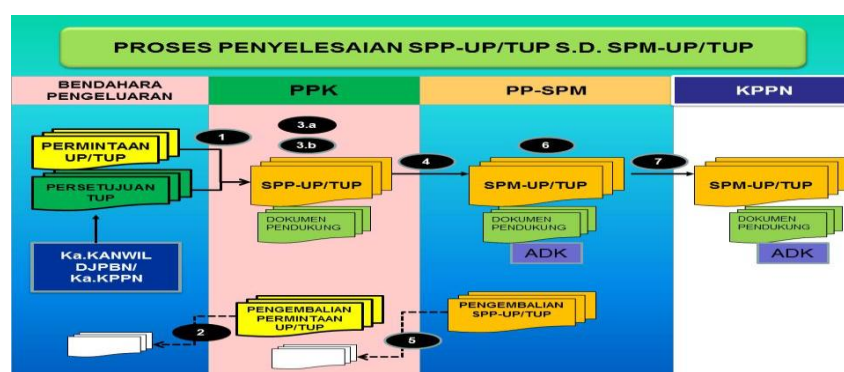 PROSES PENYELESAIAN SPP-UP/TUP S.D. SPM-UP/TUP
BENDAHARA
PENGELUARAN
PPK
PP-SPM
KPPN
PERMINTAAN
UP/TUP
PERSETUJUAN
TUP
Ka.KANWIL
DJPBN/
Ka.KPPN
1
3.a
3.b
SPP-UP/TUP
DOKUMEN
PENDUKUNG
4
6
SPM-UP/TUP
DOKUMEN
PENDUKUNG
ADK
7
SPM-UP/TUP
DOKUMEN
PENDUKUNG
ADK
2
PENGEMBALIAN
PERMINTAAN
UP/TUP
5
PENGEMBALIAN
SPP-UP/TUP